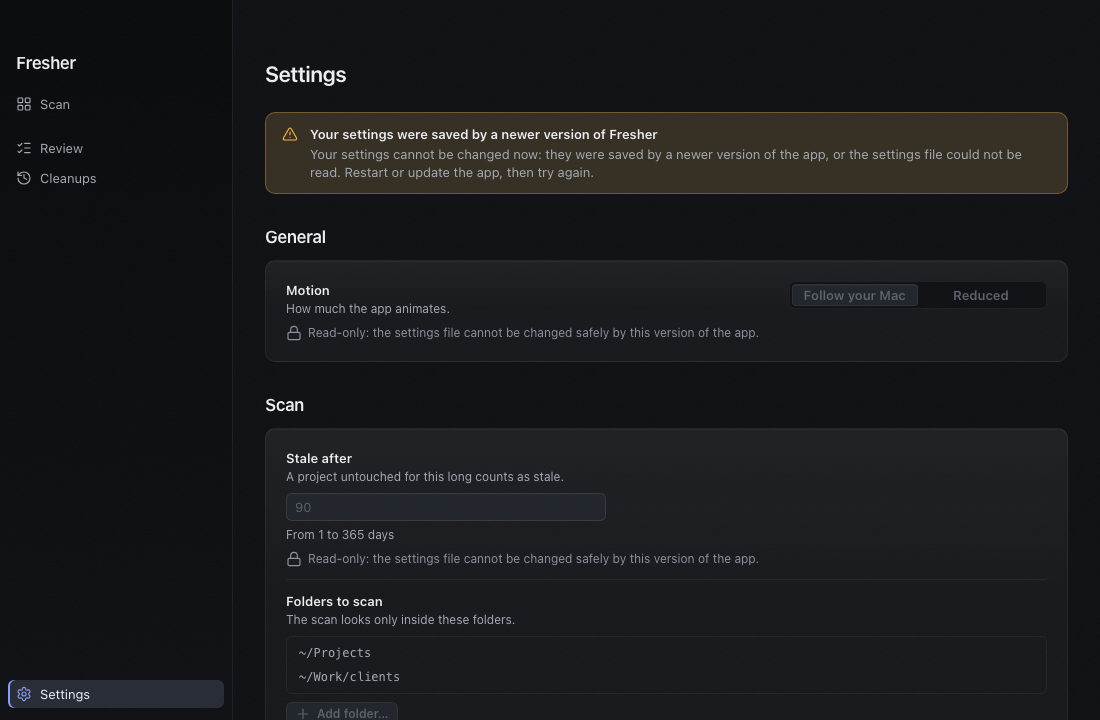 Fresher
Scan
Review
Cleanups
Settings
Settings
Your settings were saved by a newer version of Fresher
Your settings cannot be changed now: they were saved by a newer version of the app, or the settings file could not be
read. Restart or update the app, then try again.
General
Motion
How much the app animates.
Follow your Mac
Reduced
Read-only: the settings file cannot be changed safely by this version of the app.
Scan
Stale after
A project untouched for this long counts as stale.
90
From 1 to 365 days
Read-only: the settings file cannot be changed safely by this version of the app.
Folders to scan
The scan looks only inside these folders.
~/Projects
~/Work/clients
Add folder...